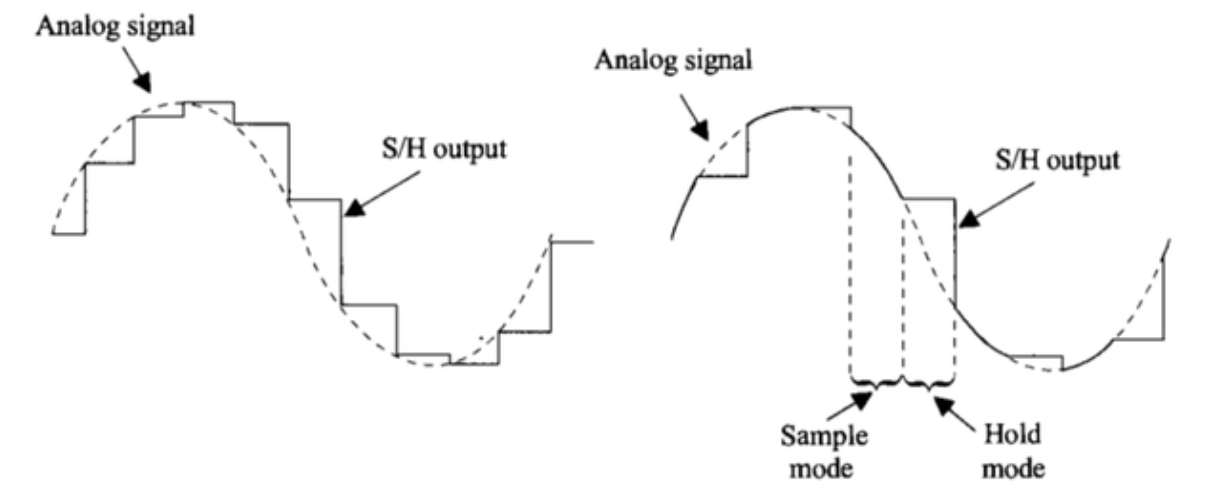 Analog signal
S/H output
Analog signal
S/H output
Sample
mode
Hold
mode